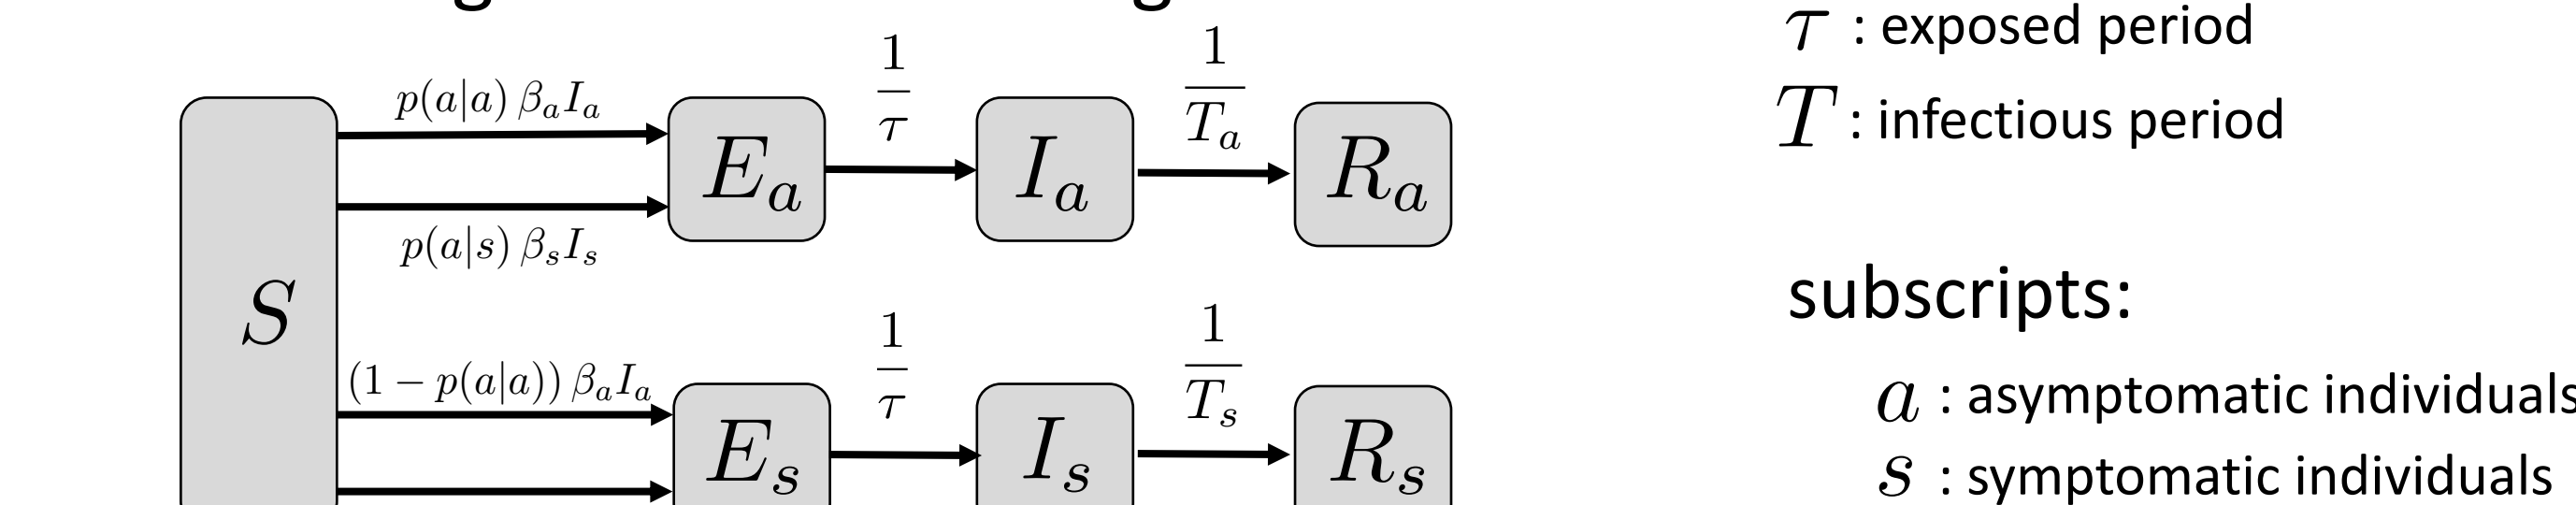 τ : exposed period
T : infectious period
p(a|a) β_a I_a
1/τ
1/T_a
S
E_a
I_a
R_a
p(a|s) β_s I_s
(1 − p(a|a)) β_a I_a
1/τ
1/T_s
E_s
I_s
R_s
subscripts:
a : asymptomatic individuals
s : symptomatic individuals